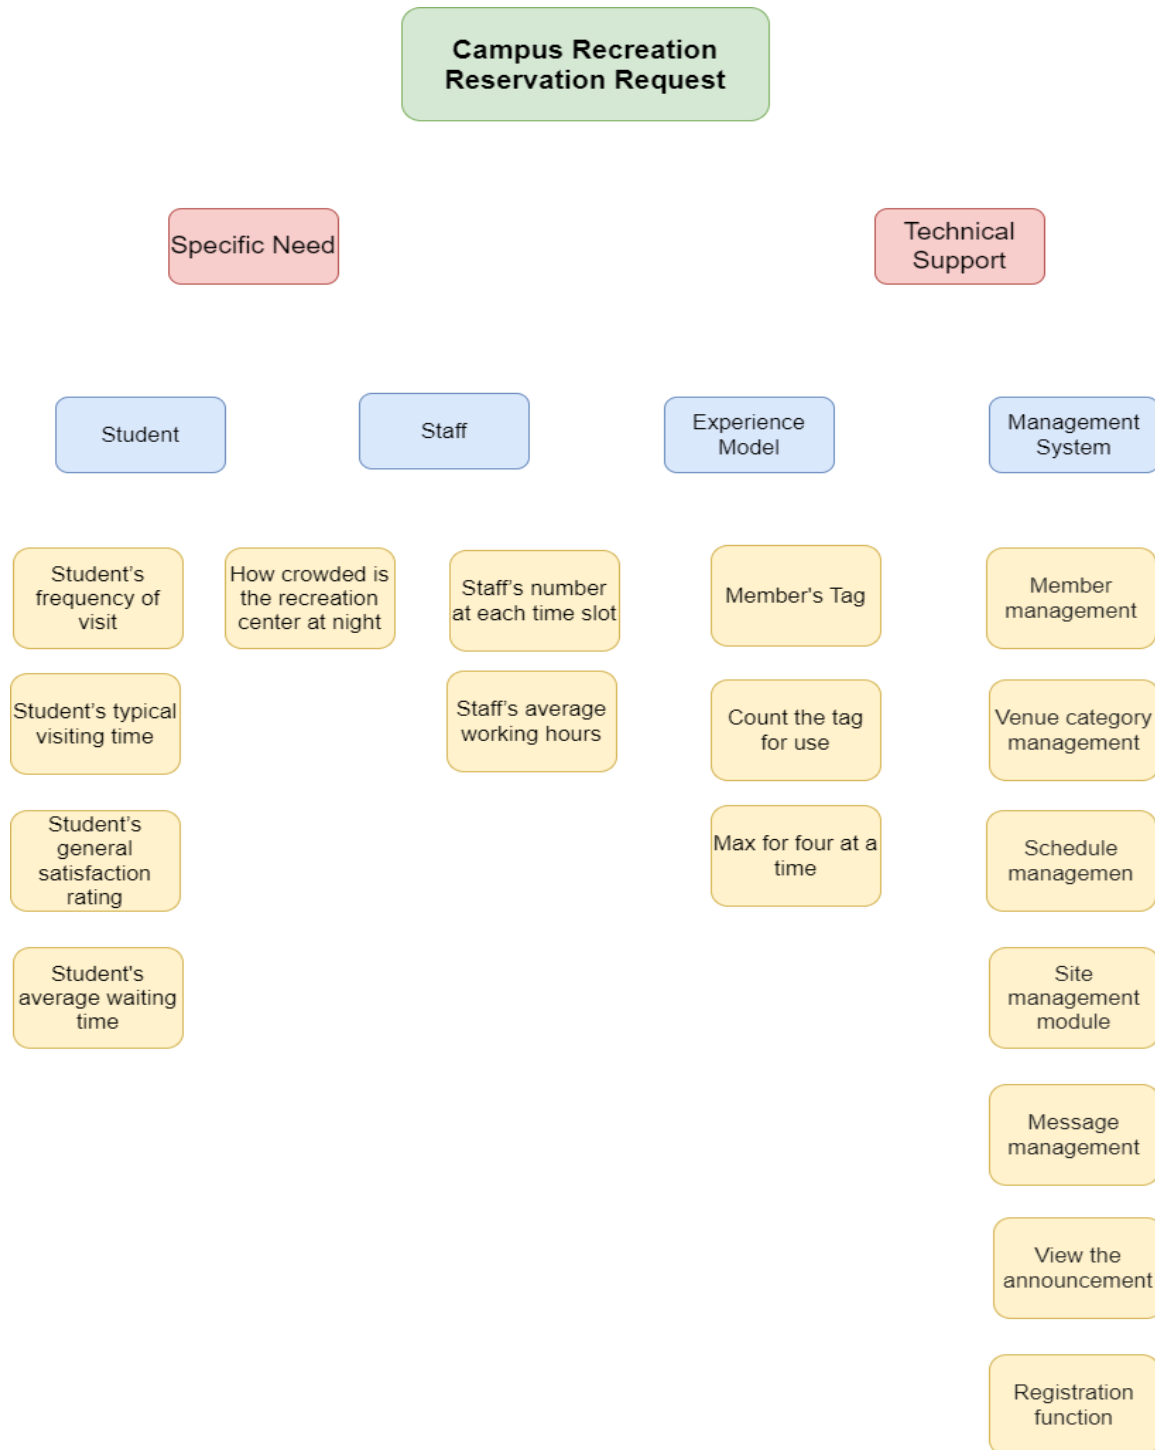 Campus Recreation
Reservation Request
Specific Need
Technical
Support
Student
Staff
Experience
Model
Management
System
Student’s
frequency of
visit
How crowded is
the recreation
center at night
Staff’s number
at each time slot
Member's Tag
Member
management
Student’s typical
visiting time
Staff’s average
working hours
Count the tag
for use
Venue category
management
Student’s
general
satisfaction
rating
Max for four at a
time
Schedule
managemen
Student's
average waiting
time
Site
management
module
Message
management
View the
announcement
Registration
function